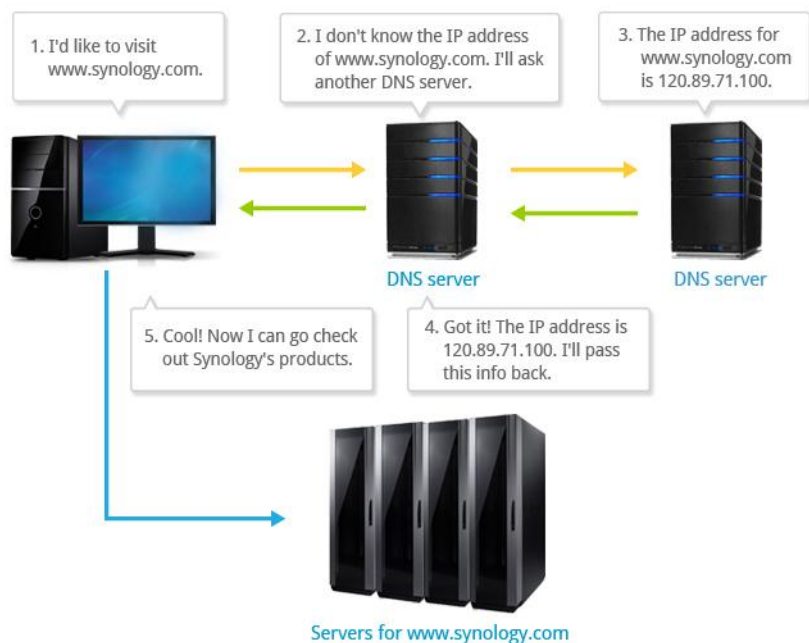 1. I'd like to visit
www.synology.com.
2. I don't know the IP address
of www.synology.com. I'll ask
another DNS server.
3. The IP address for
www.synology.com
is 120.89.71.100.
DNS server
DNS server
5. Cool! Now I can go check
out Synology's products.
4. Got it! The IP address is
120.89.71.100. I'll pass
this info back.
Servers for www.synology.com